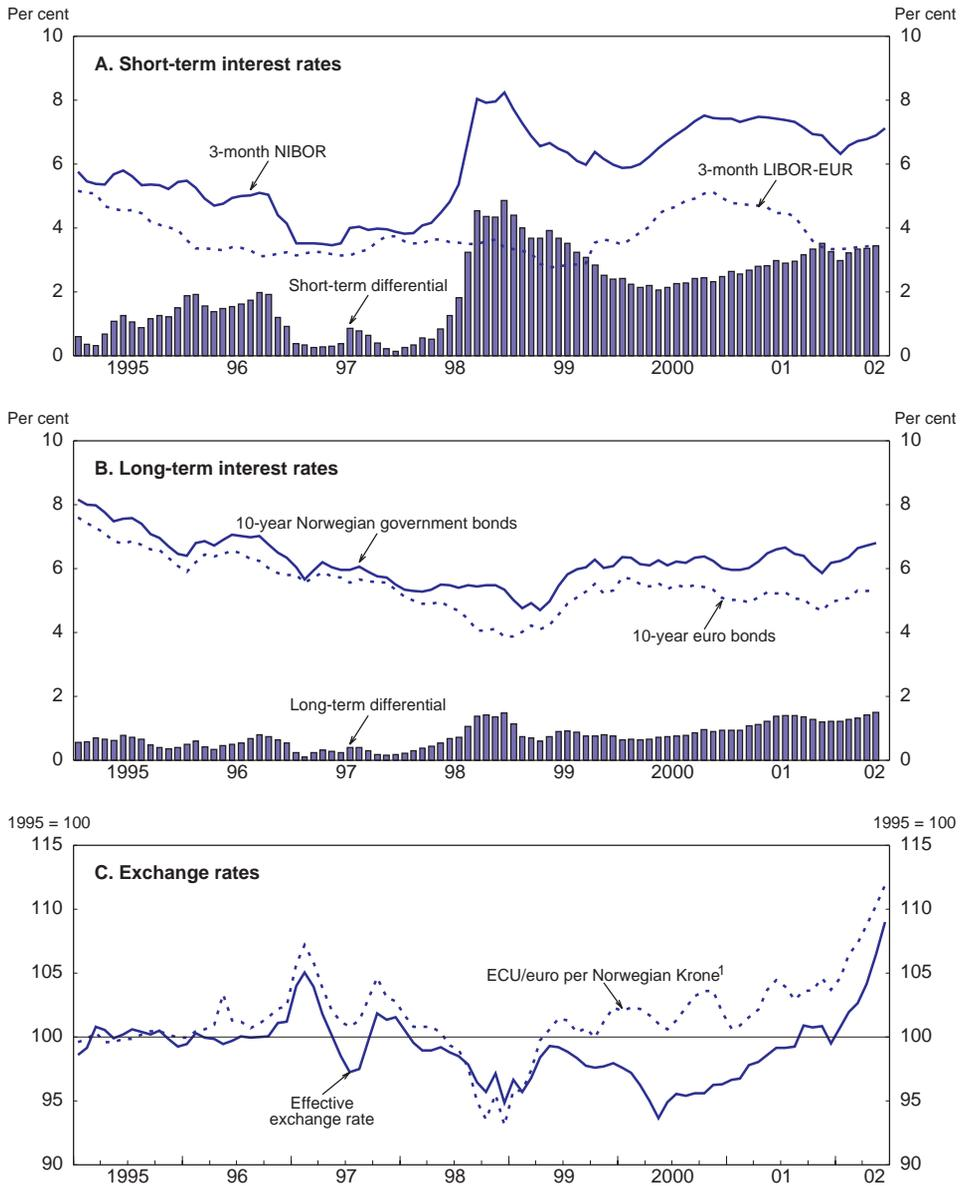 Per cent Per cent
10 10
A. Short-term interest rates
8 8
3-month NIBOR
6 6
3-month LIBOR-EUR
4 4
Short-term differential
2 2
0 0
1995 96 97 98 99 2000 01 02
Per cent Per cent
10 10
B. Long-term interest rates
8 8
10-year Norwegian government bonds
6 6
10-year euro bonds
4 4
2 2
Long-term differential
0 0
1995 96 97 98 99 2000 01 02
1995 = 100 1995 = 100
115 115
C. Exchange rates
110 110
105 105
ECU/euro per Norwegian Krone1
100 100
95 95
Effective
exchange rate
90 90
1995 96 97 98 99 2000 01 02